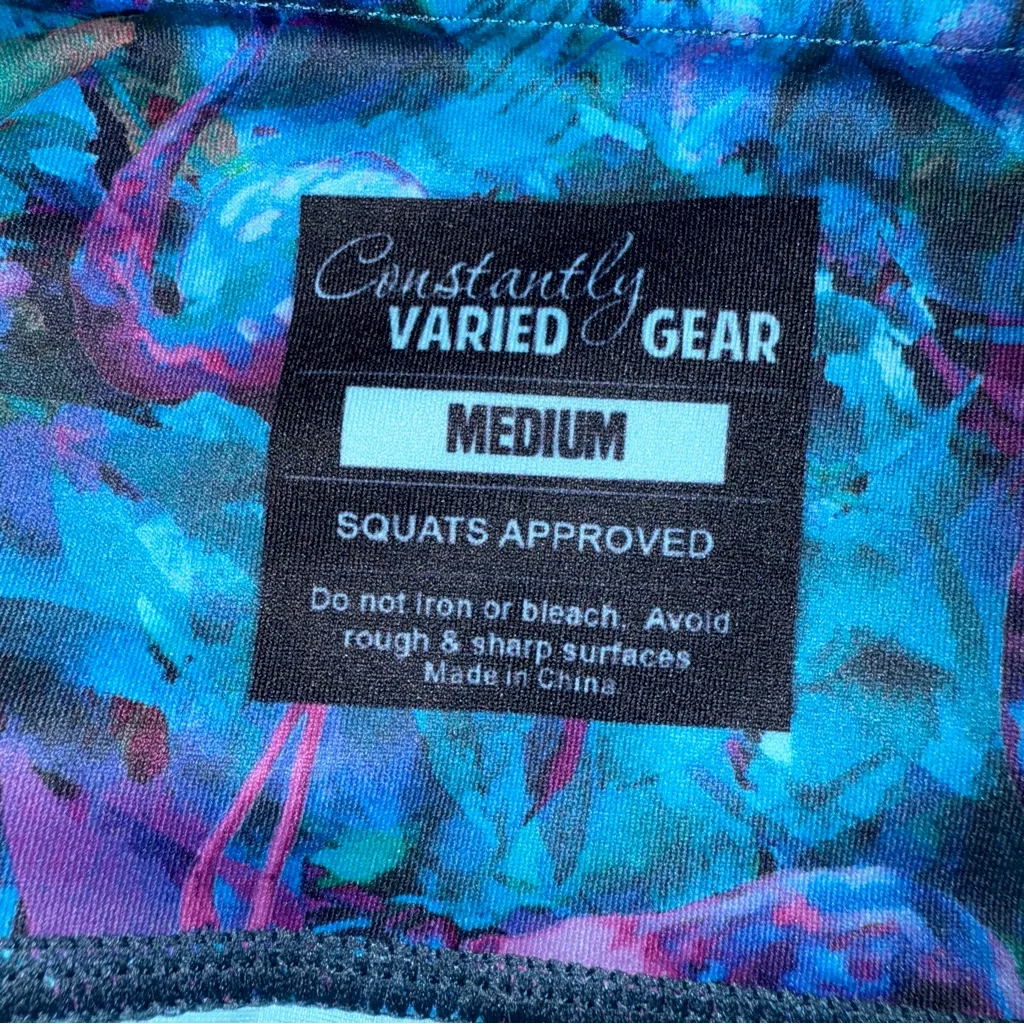 Constantly
VARIED GEAR
MEDIUM
SQUATS APPROVED
Do not iron or bleach. Avoid
rough & sharp surfaces
Made in China